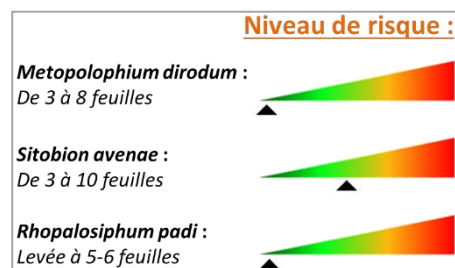 Niveau de risque :
Metopolophium dirodum :
De 3 à 8 feuilles
Sitobion avenae :
De 3 à 10 feuilles
Rhopalosiphum padi :
Levée à 5-6 feuilles